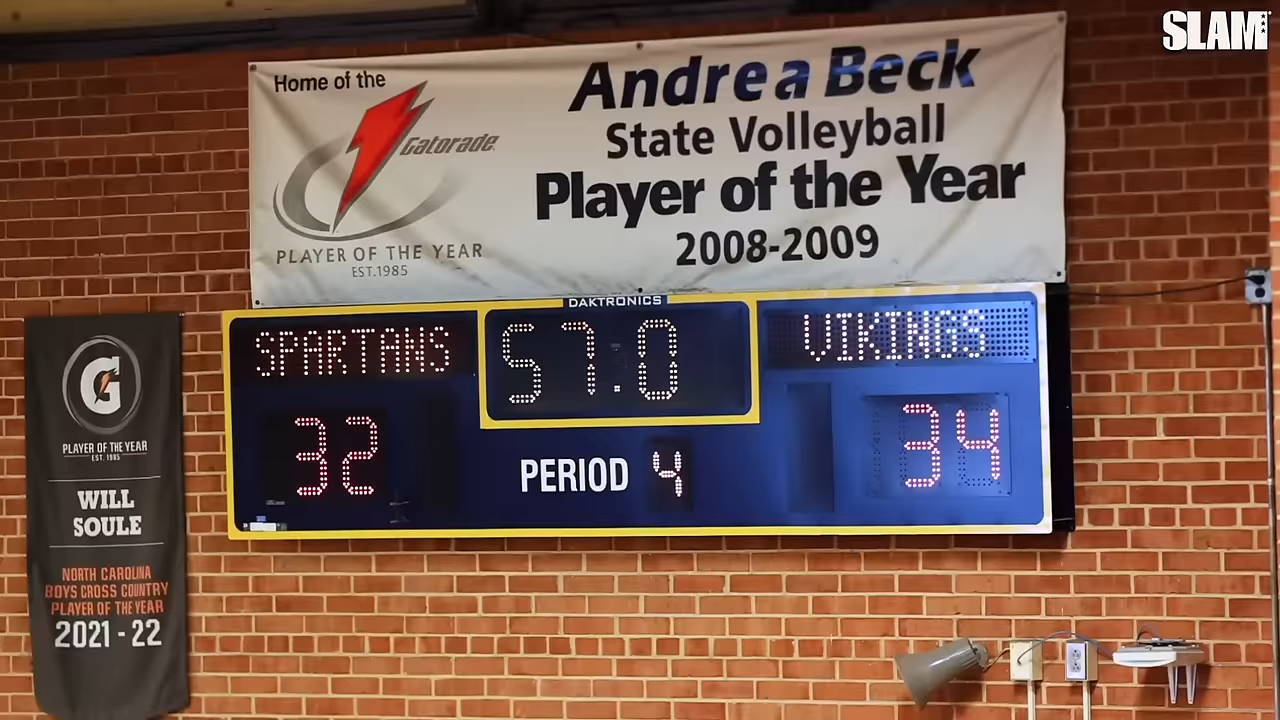 SLAM
Home of the
Gatorade
PLAYER OF THE YEAR
EST.1985
Andrea Beck
State Volleyball
Player of the Year
2008-2009
DAKTRONICS
SPARTANS
57.0
VIKINGS
32
PERIOD 4
34
G
PLAYER OF THE YEAR
EST. 1985
WILL
SOULE
NORTH CAROLINA
BOYS CROSS COUNTRY
PLAYER OF THE YEAR
2021 - 22